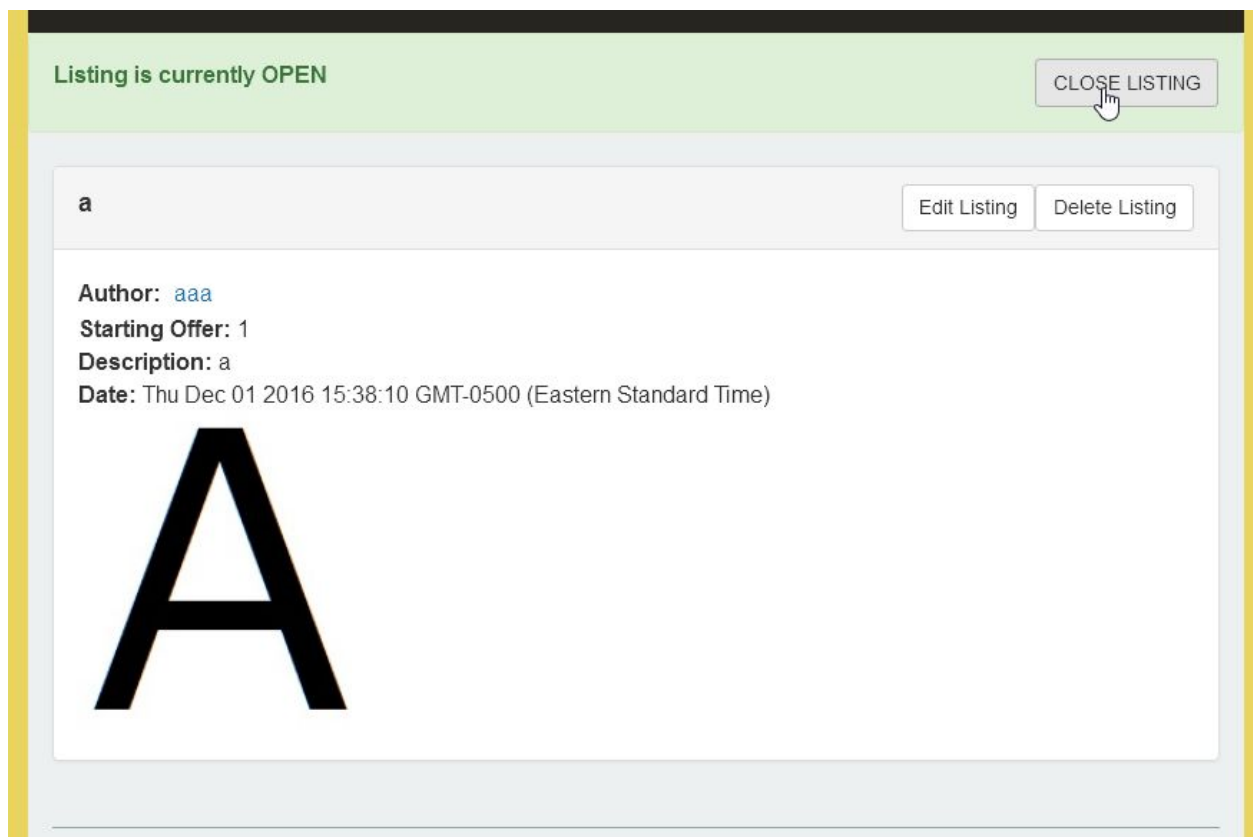 Listing is currently OPEN
CLOSE LISTING
a
Edit Listing
Delete Listing
Author: aaa
Starting Offer: 1
Description: a
Date: Thu Dec 01 2016 15:38:10 GMT-0500 (Eastern Standard Time)
A